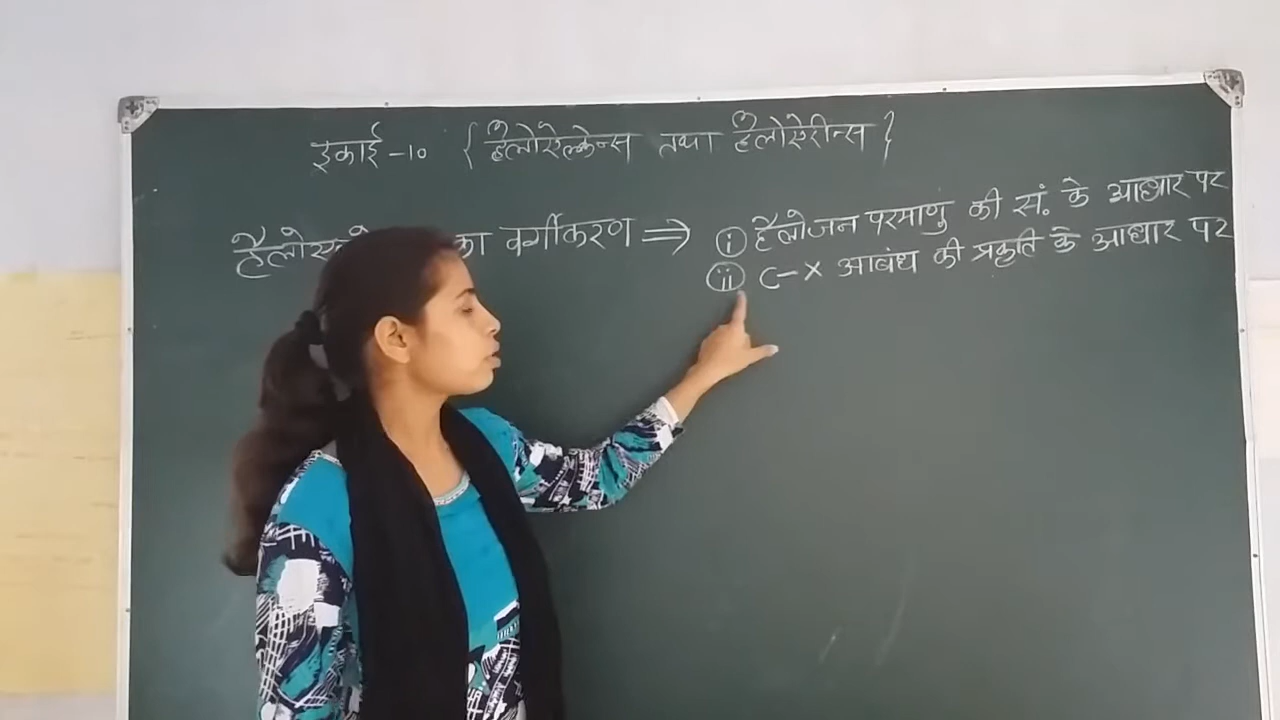 इकाई -10 { हैलोऐल्केन्स तथा हैलोऐरीन्स }
का वर्गीकरण ⇒ (i) हैलोजन परमाणु की सं. के आधार पर
(ii) C-X आबंध की प्रकृति के आधार पर